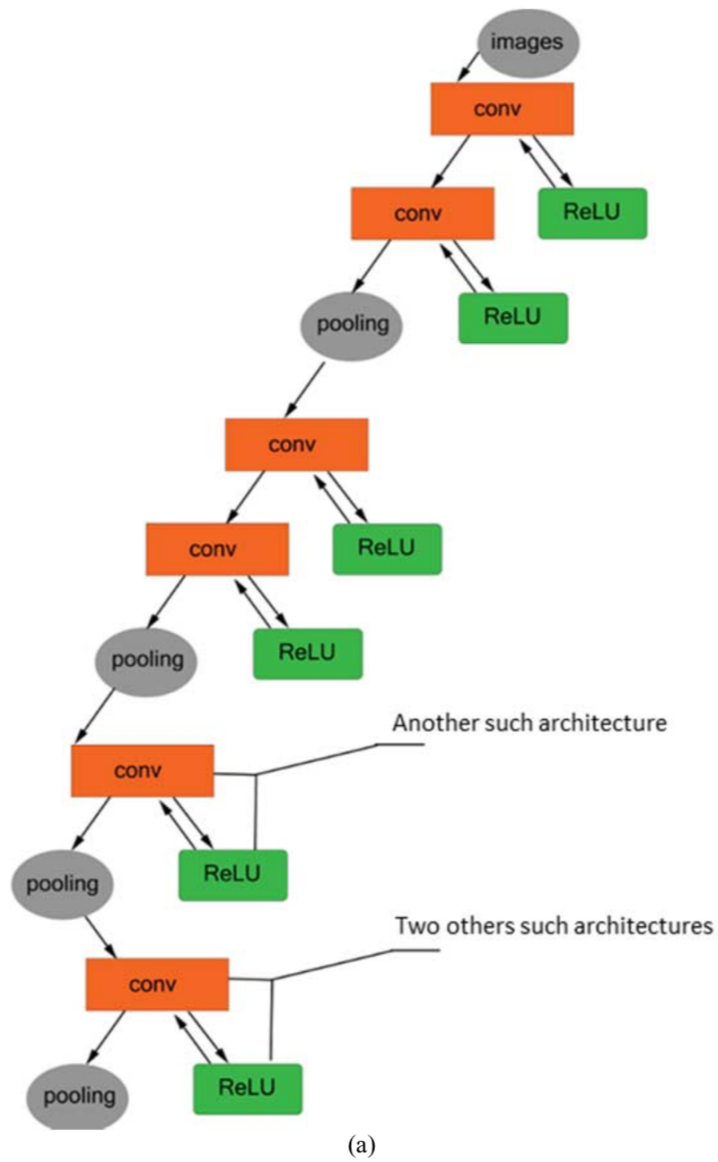 images
conv
ReLU
conv
ReLU
pooling
conv
ReLU
conv
ReLU
pooling
Another such architecture
conv
ReLU
pooling
Two others such architectures
conv
ReLU
pooling
(a)